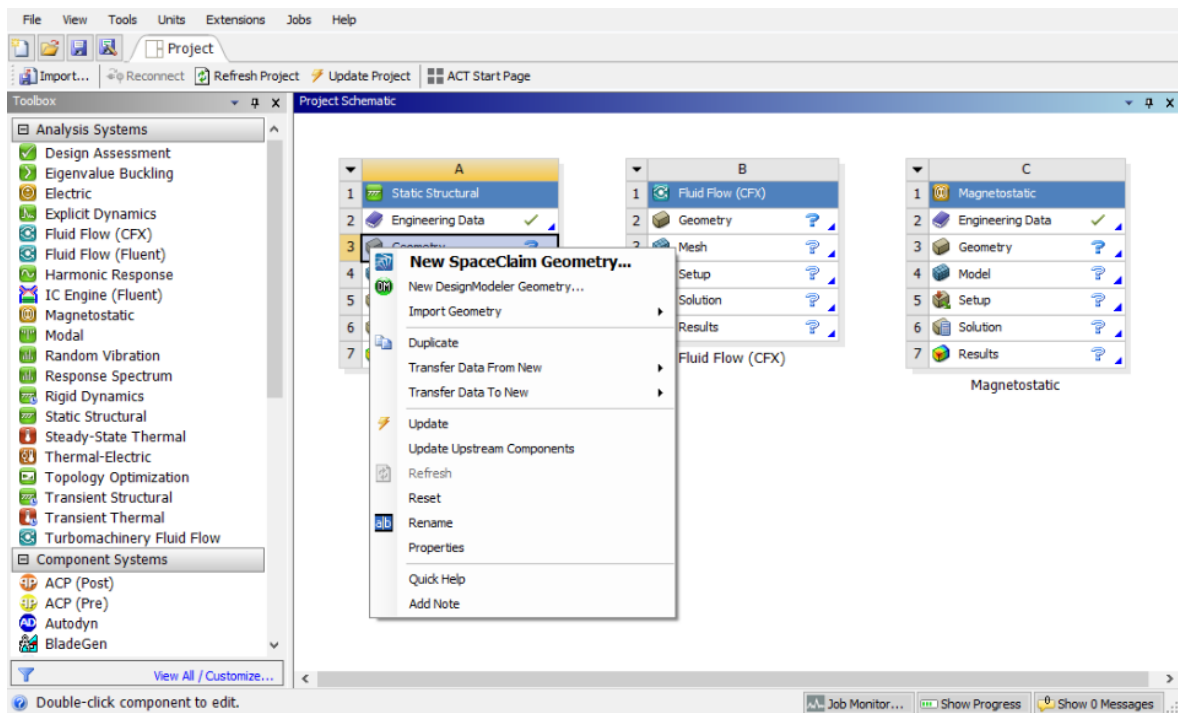 File View Tools Units Extensions Jobs Help
Project
Import... Reconnect Refresh Project Update Project ACT Start Page
Toolbox
Analysis Systems
Design Assessment
Eigenvalue Buckling
Electric
Explicit Dynamics
Fluid Flow (CFX)
Fluid Flow (Fluent)
Harmonic Response
IC Engine (Fluent)
Magnetostatic
Modal
Random Vibration
Response Spectrum
Rigid Dynamics
Static Structural
Steady-State Thermal
Thermal-Electric
Topology Optimization
Transient Structural
Transient Thermal
Turbomachinery Fluid Flow
Component Systems
ACP (Post)
ACP (Pre)
Autodyn
BladeGen
View All / Customize...
Project Schematic
A
1 Static Structural
2 Engineering Data
3 Geometry
4
5
6
7
New SpaceClaim Geometry...
New DesignModeler Geometry...
Import Geometry
Duplicate
Transfer Data From New
Transfer Data To New
Update
Update Upstream Components
Refresh
Reset
Rename
Properties
Quick Help
Add Note
B
1 Fluid Flow (CFX)
2 Geometry ?
3 Mesh ?
Setup ?
Solution ?
Results ?
Fluid Flow (CFX)
C
1 Magnetostatic
2 Engineering Data
3 Geometry ?
4 Model ?
5 Setup ?
6 Solution ?
7 Results ?
Magnetostatic
Double-click component to edit.
Job Monitor... Show Progress Show 0 Messages